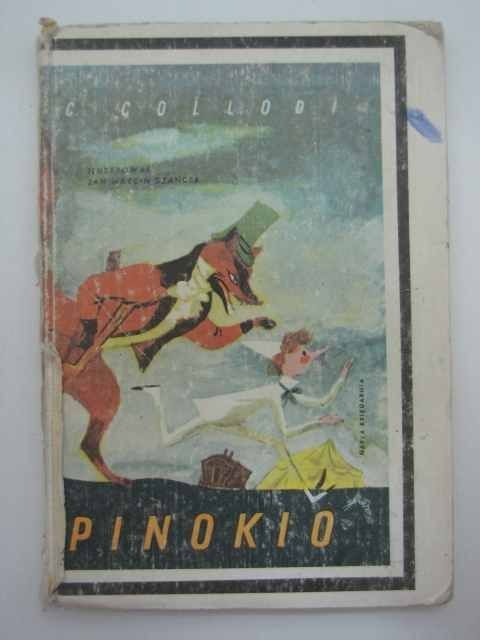 C COLLODI
ILUSTROWAŁ
JAN MARCIN SZANCER
NASZA KSIĘGARNIA
PINOKIO